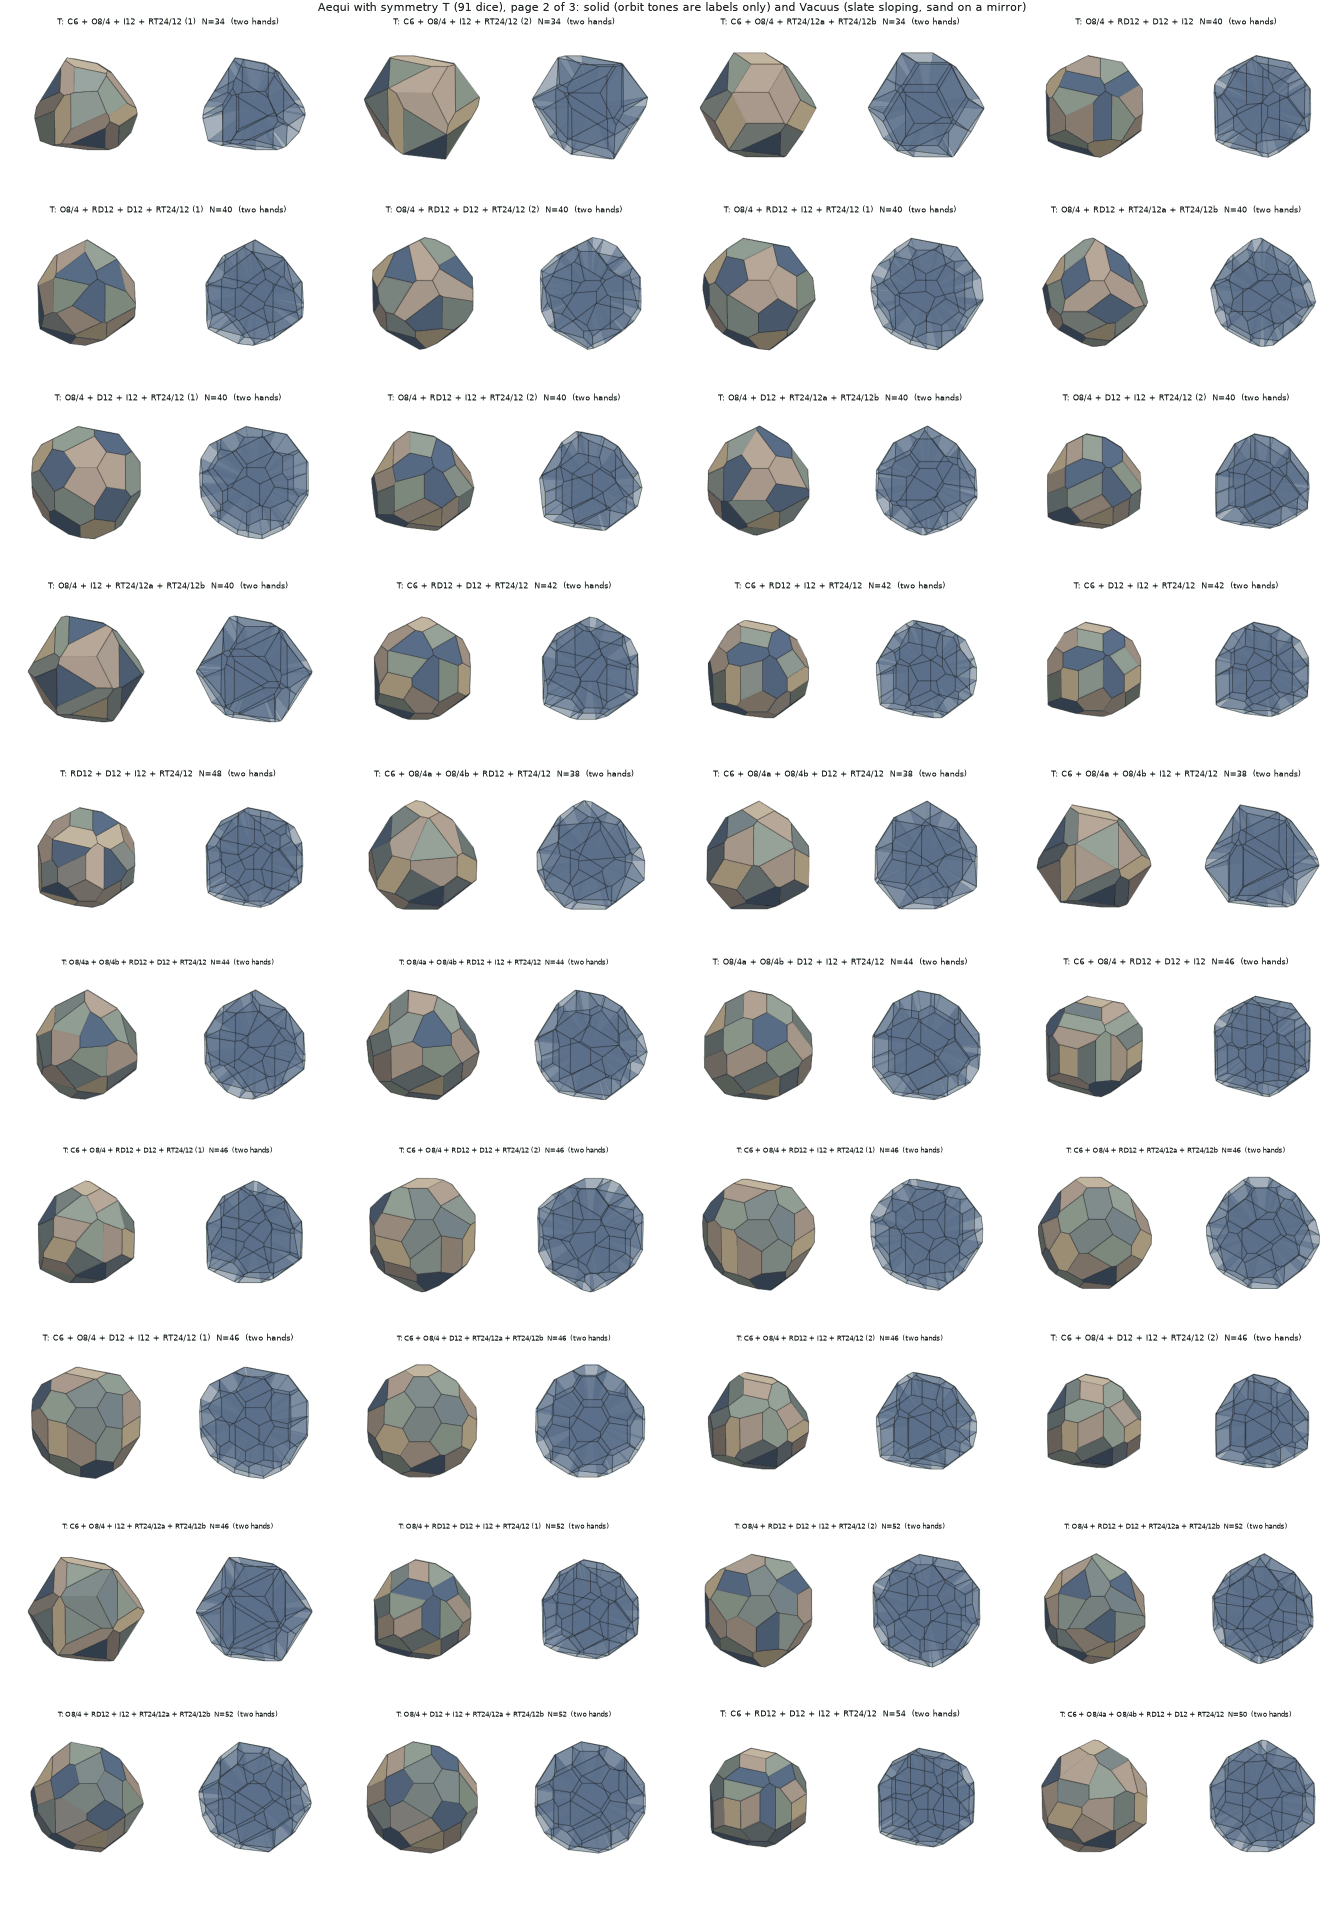 Aequi with symmetry T (91 dice), page 2 of 3: solid (orbit tones are labels only) and Vacuus (slate sloping, sand on a mirror)
T: C6 + O8/4 + I12 + RT24/12 (1)  N=34  (two hands)
T: C6 + O8/4 + I12 + RT24/12 (2)  N=34  (two hands)
T: C6 + O8/4 + RT24/12a + RT24/12b  N=34  (two hands)
T: O8/4 + RD12 + D12 + I12  N=40  (two hands)
T: O8/4 + RD12 + D12 + RT24/12 (1)  N=40  (two hands)
T: O8/4 + RD12 + D12 + RT24/12 (2)  N=40  (two hands)
T: O8/4 + RD12 + I12 + RT24/12 (1)  N=40  (two hands)
T: O8/4 + RD12 + RT24/12a + RT24/12b  N=40  (two hands)
T: O8/4 + D12 + I12 + RT24/12 (1)  N=40  (two hands)
T: O8/4 + RD12 + I12 + RT24/12 (2)  N=40  (two hands)
T: O8/4 + D12 + RT24/12a + RT24/12b  N=40  (two hands)
T: O8/4 + D12 + I12 + RT24/12 (2)  N=40  (two hands)
T: O8/4 + I12 + RT24/12a + RT24/12b  N=40  (two hands)
T: C6 + RD12 + D12 + RT24/12  N=42  (two hands)
T: C6 + RD12 + I12 + RT24/12  N=42  (two hands)
T: C6 + D12 + I12 + RT24/12  N=42  (two hands)
T: RD12 + D12 + I12 + RT24/12  N=48  (two hands)
T: C6 + O8/4a + O8/4b + RD12 + RT24/12  N=38  (two hands)
T: C6 + O8/4a + O8/4b + D12 + RT24/12  N=38  (two hands)
T: C6 + O8/4a + O8/4b + I12 + RT24/12  N=38  (two hands)
T: O8/4a + O8/4b + RD12 + D12 + RT24/12  N=44  (two hands)
T: O8/4a + O8/4b + RD12 + I12 + RT24/12  N=44  (two hands)
T: O8/4a + O8/4b + D12 + I12 + RT24/12  N=44  (two hands)
T: C6 + O8/4 + RD12 + D12 + I12  N=46  (two hands)
T: C6 + O8/4 + RD12 + D12 + RT24/12 (1)  N=46  (two hands)
T: C6 + O8/4 + RD12 + D12 + RT24/12 (2)  N=46  (two hands)
T: C6 + O8/4 + RD12 + I12 + RT24/12 (1)  N=46  (two hands)
T: C6 + O8/4 + RD12 + RT24/12a + RT24/12b  N=46  (two hands)
T: C6 + O8/4 + D12 + I12 + RT24/12 (1)  N=46  (two hands)
T: C6 + O8/4 + D12 + RT24/12a + RT24/12b  N=46  (two hands)
T: C6 + O8/4 + RD12 + I12 + RT24/12 (2)  N=46  (two hands)
T: C6 + O8/4 + D12 + I12 + RT24/12 (2)  N=46  (two hands)
T: C6 + O8/4 + I12 + RT24/12a + RT24/12b  N=46  (two hands)
T: O8/4 + RD12 + D12 + I12 + RT24/12 (1)  N=52  (two hands)
T: O8/4 + RD12 + D12 + I12 + RT24/12 (2)  N=52  (two hands)
T: O8/4 + RD12 + D12 + RT24/12a + RT24/12b  N=52  (two hands)
T: O8/4 + RD12 + I12 + RT24/12a + RT24/12b  N=52  (two hands)
T: O8/4 + D12 + I12 + RT24/12a + RT24/12b  N=52  (two hands)
T: C6 + RD12 + D12 + I12 + RT24/12  N=54  (two hands)
T: C6 + O8/4a + O8/4b + RD12 + D12 + RT24/12  N=50  (two hands)